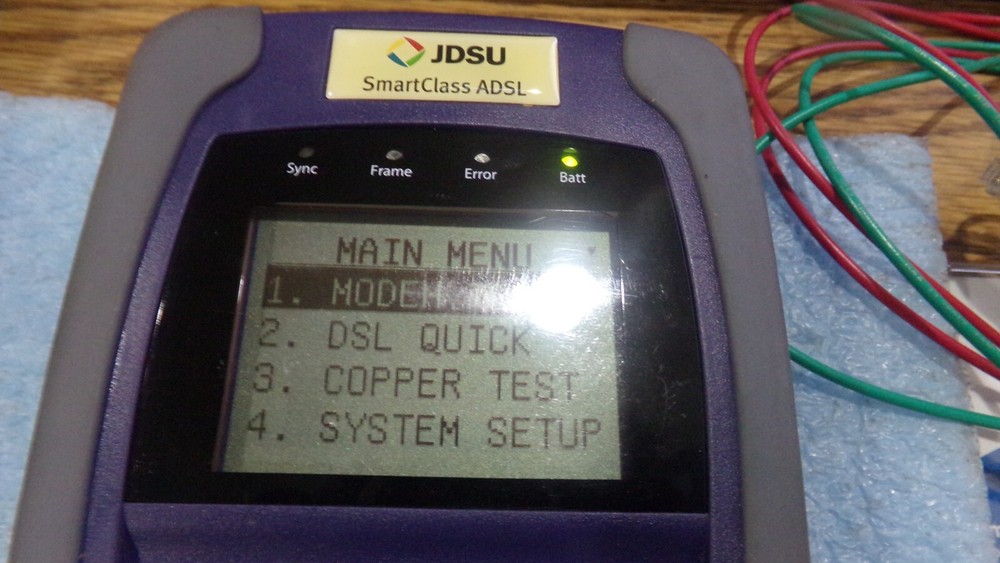 JDSU
SmartClass ADSL
Sync Frame Error Batt
MAIN MENU
1. MODEM
2. DSL QUICK
3. COPPER TEST
4. SYSTEM SETUP